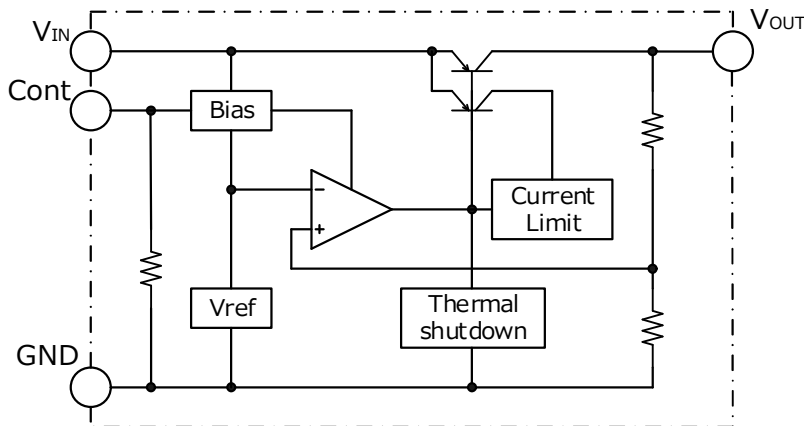 VIN
VOUT
Cont
Bias
−
+
Current
Limit
Vref
Thermal
shutdown
GND